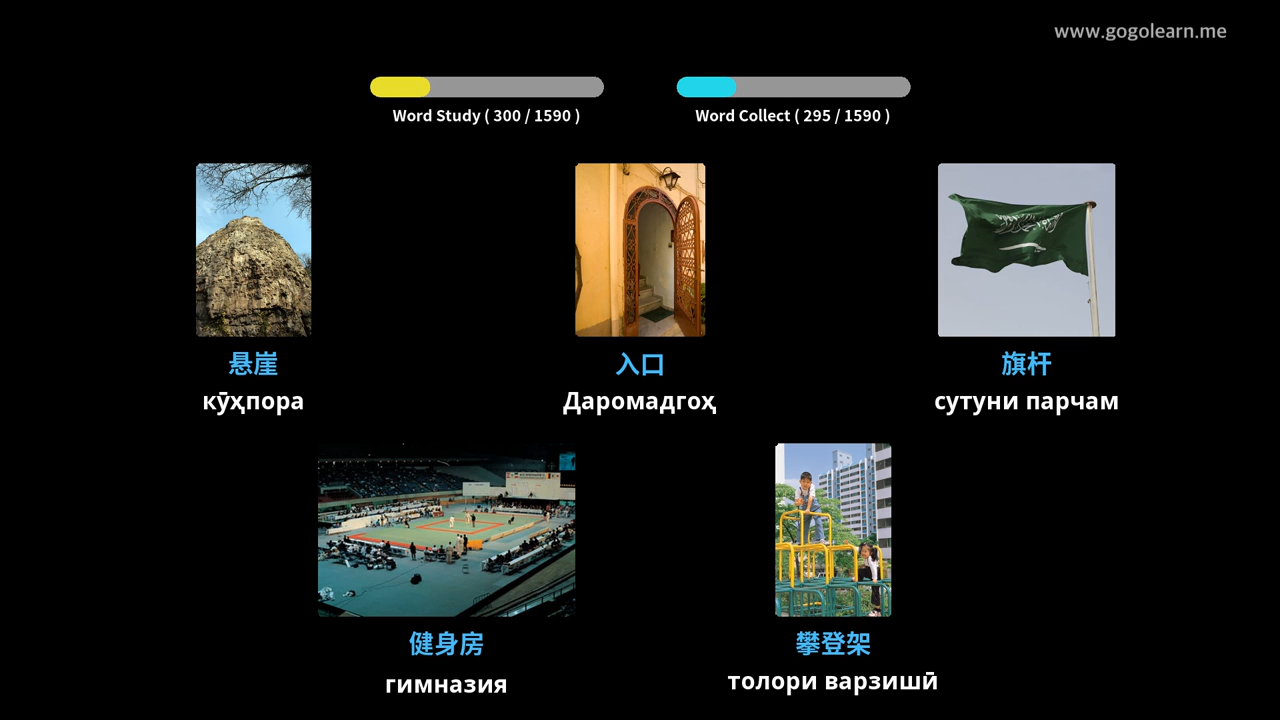 www.gogolearn.me
Word Study ( 300 / 1590 )
Word Collect ( 295 / 1590 )
悬崖
кӯҳпора
入口
Даромадгоҳ
旗杆
сутуни парчам
健身房
гимназия
攀登架
толори варзишӣ